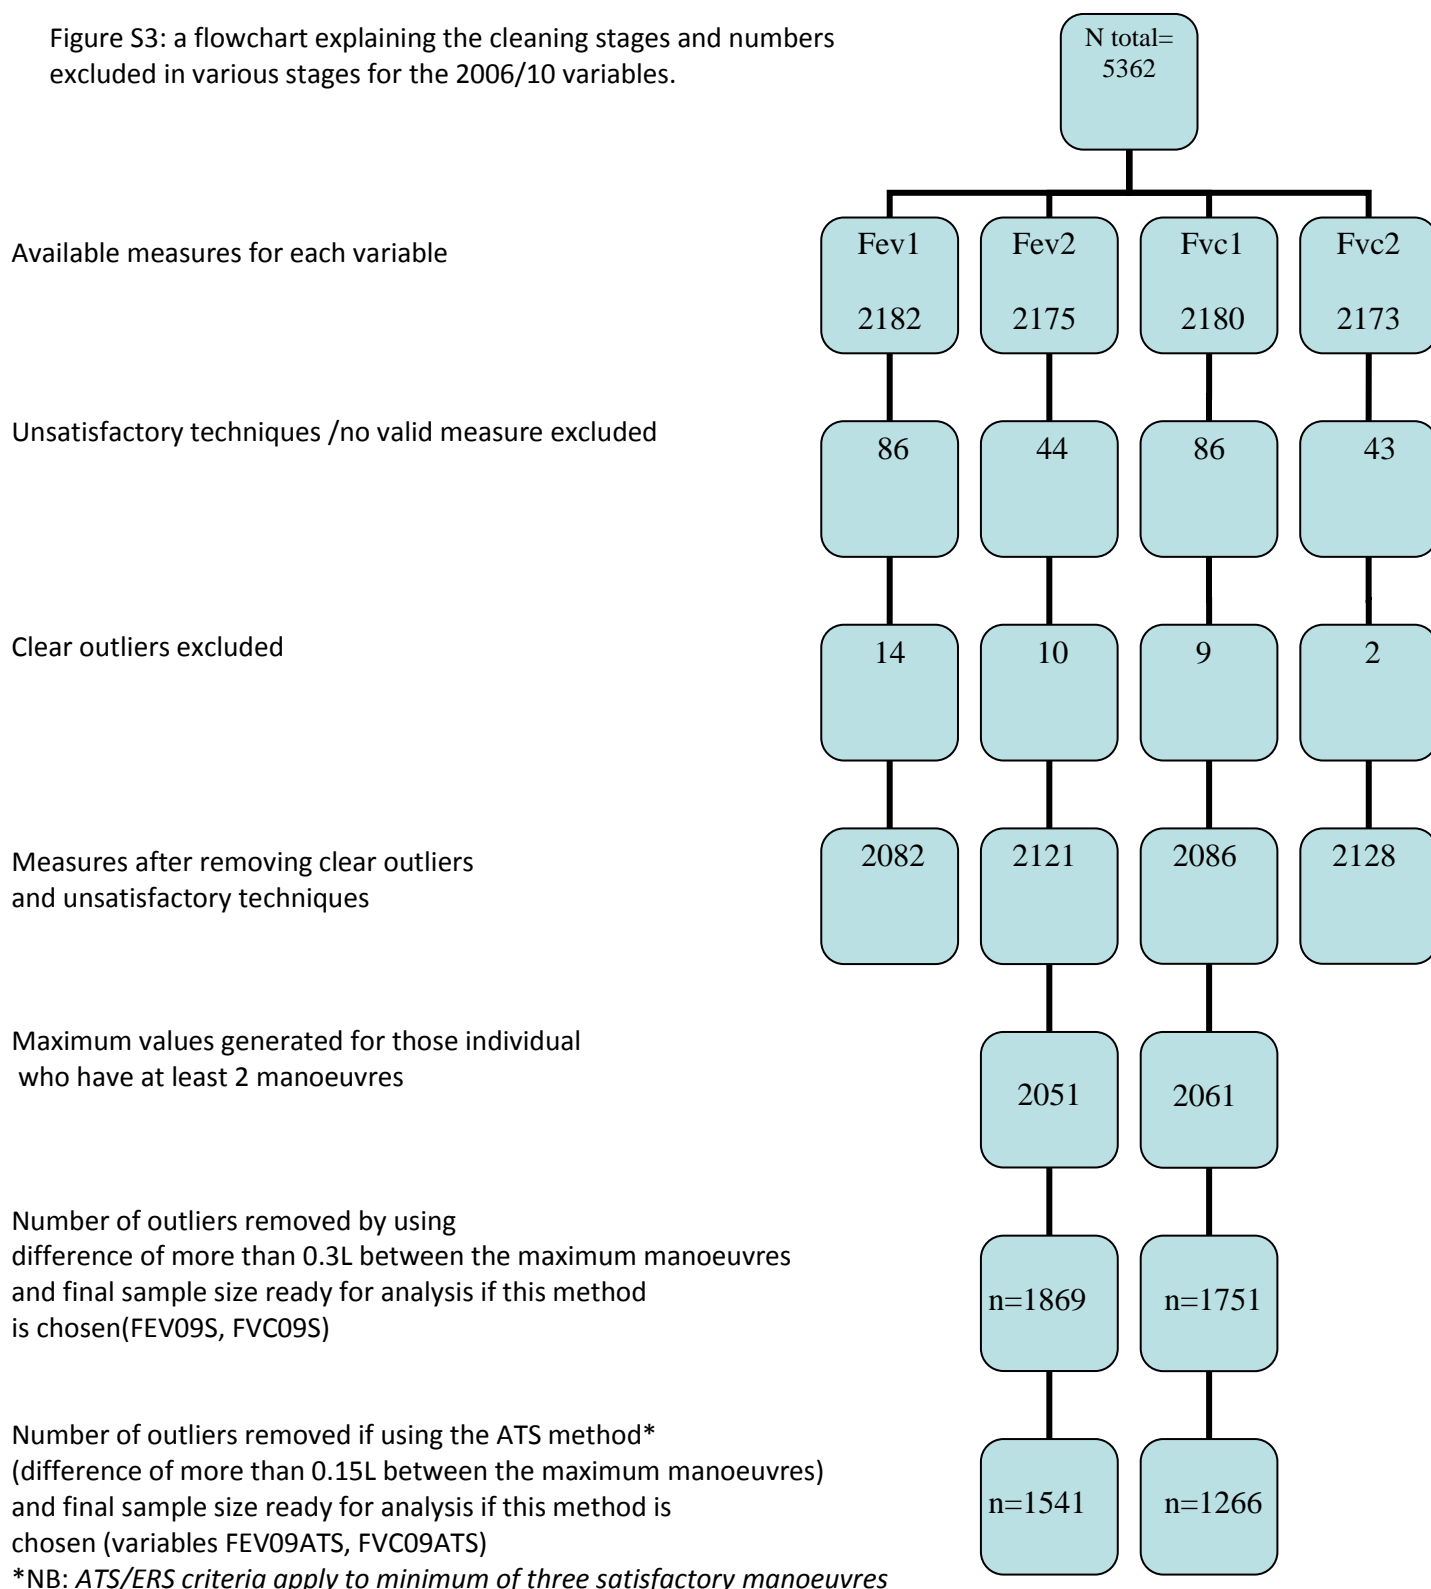 Figure S3: a flowchart explaining the cleaning stages and numbers
excluded in various stages for the 2006/10 variables.
N total=
5362
Available measures for each variable
Fev1
2182
Fev2
2175
Fvc1
2180
Fvc2
2173
Unsatisfactory techniques /no valid measure excluded
86
44
86
43
Clear outliers excluded
14
10
9
2
Measures after removing clear outliers
and unsatisfactory techniques
2082
2121
2086
2128
Maximum values generated for those individual
who have at least 2 manoeuvres
2051
2061
Number of outliers removed by using
difference of more than 0.3L between the maximum manoeuvres
and final sample size ready for analysis if this method
is chosen(FEV09S, FVC09S)
n=1869
n=1751
Number of outliers removed if using the ATS method*
(difference of more than 0.15L between the maximum manoeuvres)
and final sample size ready for analysis if this method is
chosen (variables FEV09ATS, FVC09ATS)
*NB: ATS/ERS criteria apply to minimum of three satisfactory manoeuvres
n=1541
n=1266